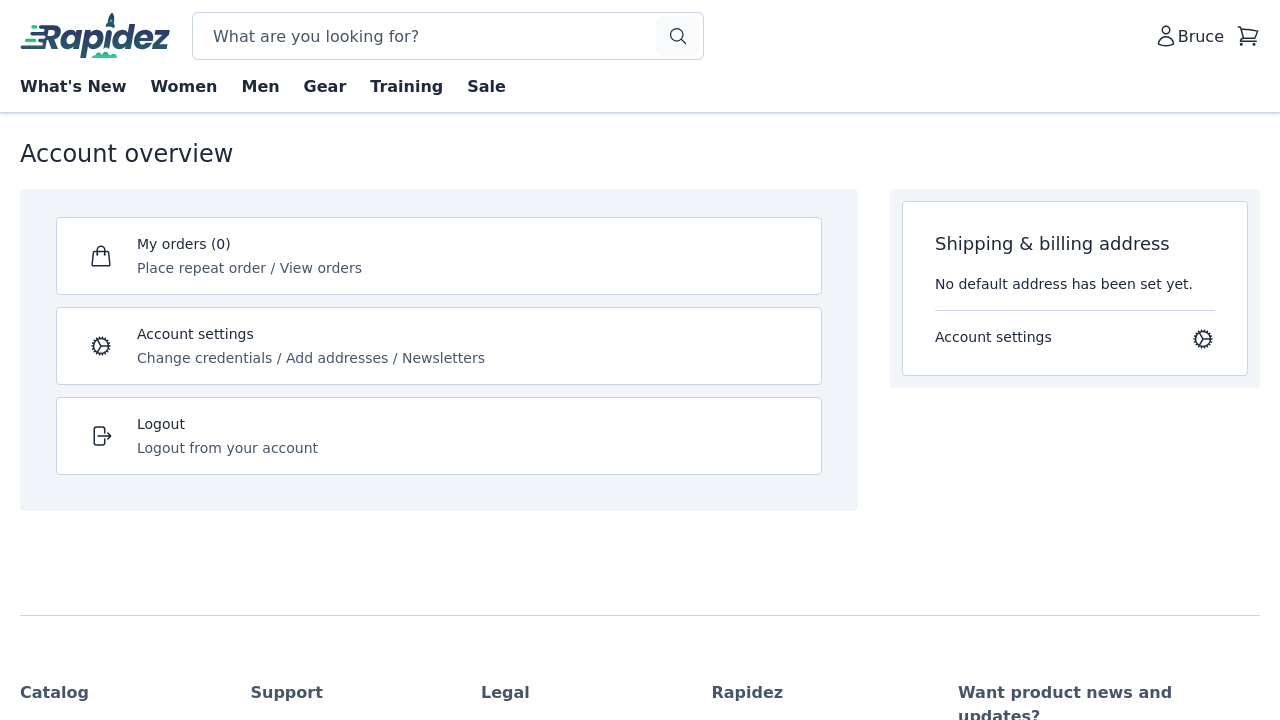 Rapidez
What are you looking for?
Bruce
What's New Women Men Gear Training Sale
Account overview
My orders (0)
Place repeat order / View orders
Account settings
Change credentials / Add addresses / Newsletters
Logout
Logout from your account
Shipping & billing address
No default address has been set yet.
Account settings
Catalog
Support
Legal
Rapidez
Want product news and
updates?